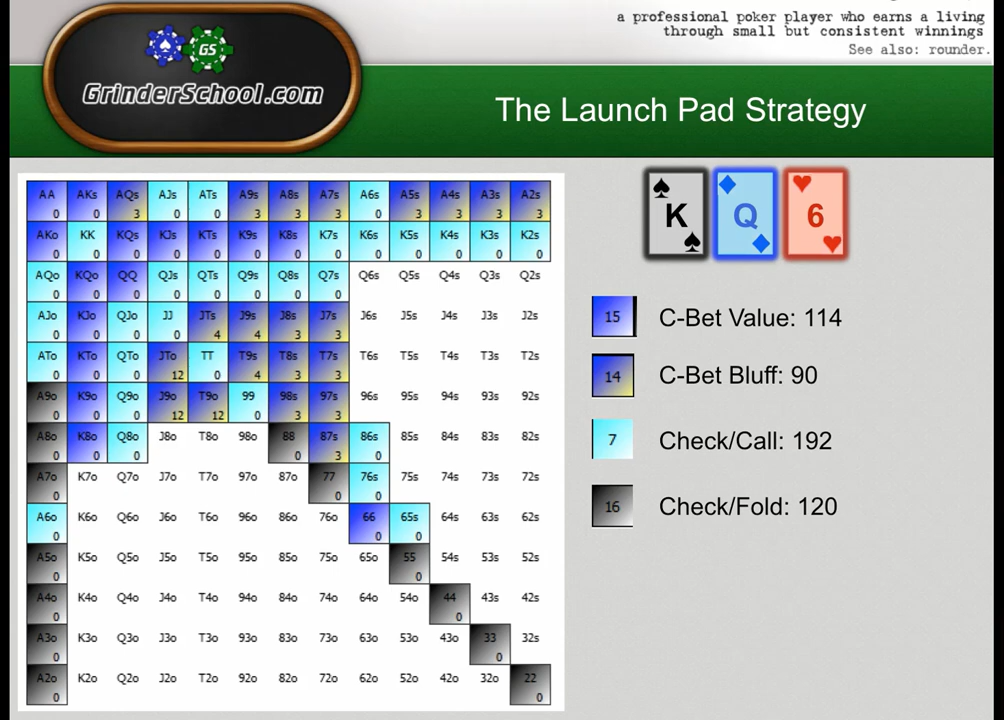 a professional poker player who earns a living
through small but consistent winnings
See also: rounder.
GS
GrinderSchool.com
The Launch Pad Strategy
AA AKs AQs AJs ATs A9s A8s A7s A6s A5s A4s A3s A2s
0 0 3 0 0 3 3 3 0 3 3 3 3
AKo KK KQs KJs KTs K9s K8s K7s K6s K5s K4s K3s K2s
0 0 0 0 0 0 0 0 0 0 0 0 0
AQo KQo QQ QJs QTs Q9s Q8s Q7s Q6s Q5s Q4s Q3s Q2s
0 0 0 0 0 0 0 0
AJo KJo QJo JJ JTs J9s J8s J7s J6s J5s J4s J3s J2s
0 0 0 0 4 4 3 3
ATo KTo QTo JTo TT T9s T8s T7s T6s T5s T4s T3s T2s
0 0 0 12 0 4 3 3
A9o K9o Q9o J9o T9o 99 98s 97s 96s 95s 94s 93s 92s
0 0 0 12 12 0 3 3
A8o K8o Q8o J8o T8o 98o 88 87s 86s 85s 84s 83s 82s
0 0 0 0 3 0
A7o K7o Q7o J7o T7o 97o 87o 77 76s 75s 74s 73s 72s
0 0 0
A6o K6o Q6o J6o T6o 96o 86o 76o 66 65s 64s 63s 62s
0 0 0
A5o K5o Q5o J5o T5o 95o 85o 75o 65o 55 54s 53s 52s
0 0
A4o K4o Q4o J4o T4o 94o 84o 74o 64o 54o 44 43s 42s
0 0
A3o K3o Q3o J3o T3o 93o 83o 73o 63o 53o 43o 33 32s
0 0
A2o K2o Q2o J2o T2o 92o 82o 72o 62o 52o 42o 32o 22
0 0
K Q 6
15 C-Bet Value: 114
14 C-Bet Bluff: 90
7 Check/Call: 192
16 Check/Fold: 120